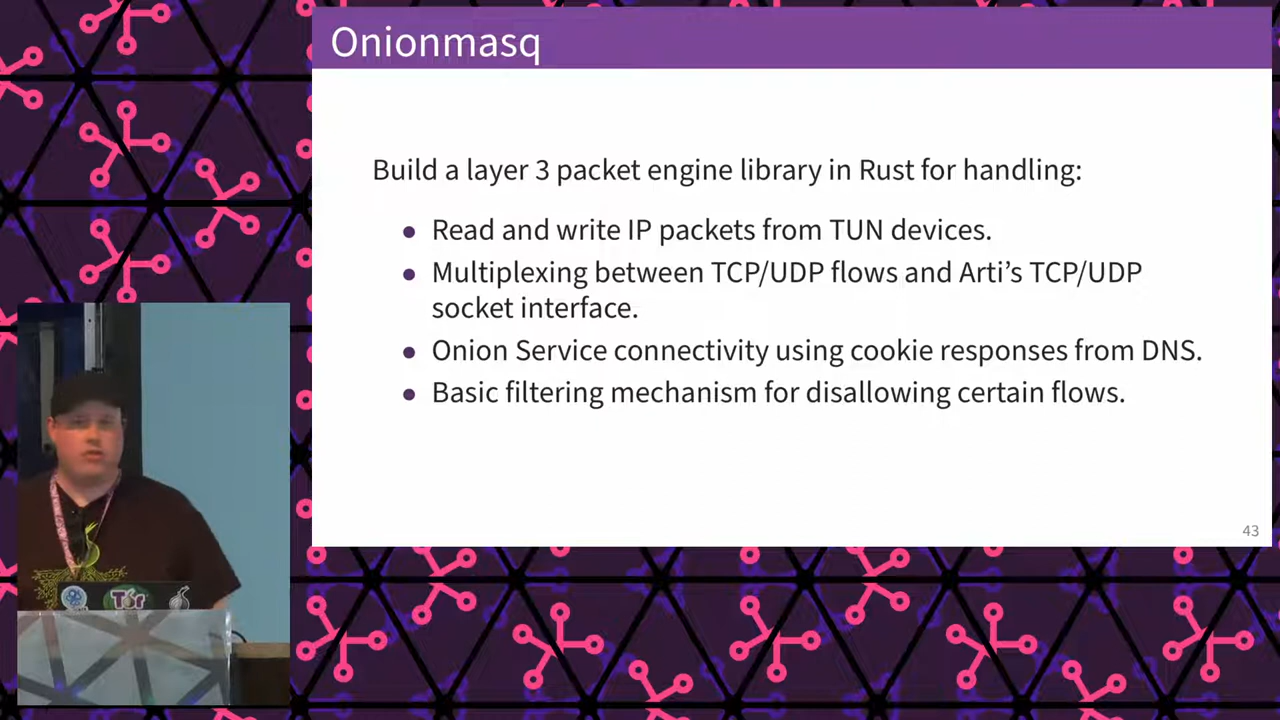 Onionmasq
Build a layer 3 packet engine library in Rust for handling:
● Read and write IP packets from TUN devices.
● Multiplexing between TCP/UDP flows and Arti’s TCP/UDP
socket interface.
● Onion Service connectivity using cookie responses from DNS.
● Basic filtering mechanism for disallowing certain flows.
43
Tor